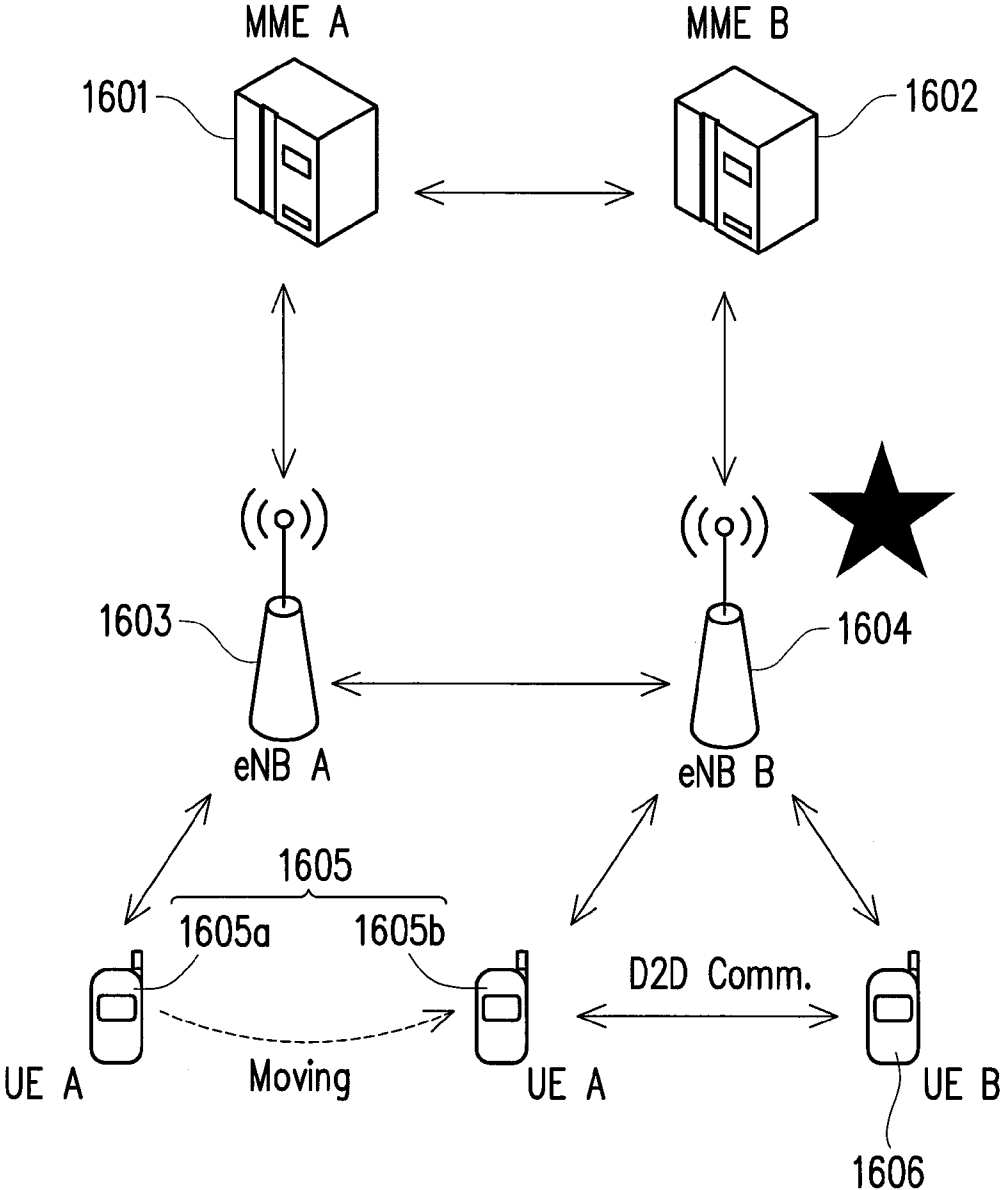 MME A
MME B
1601
1602
1603
1604
eNB A
eNB B
1605
1605a
1605b
D2D Comm.
Moving
UE A
UE A
UE B
1606